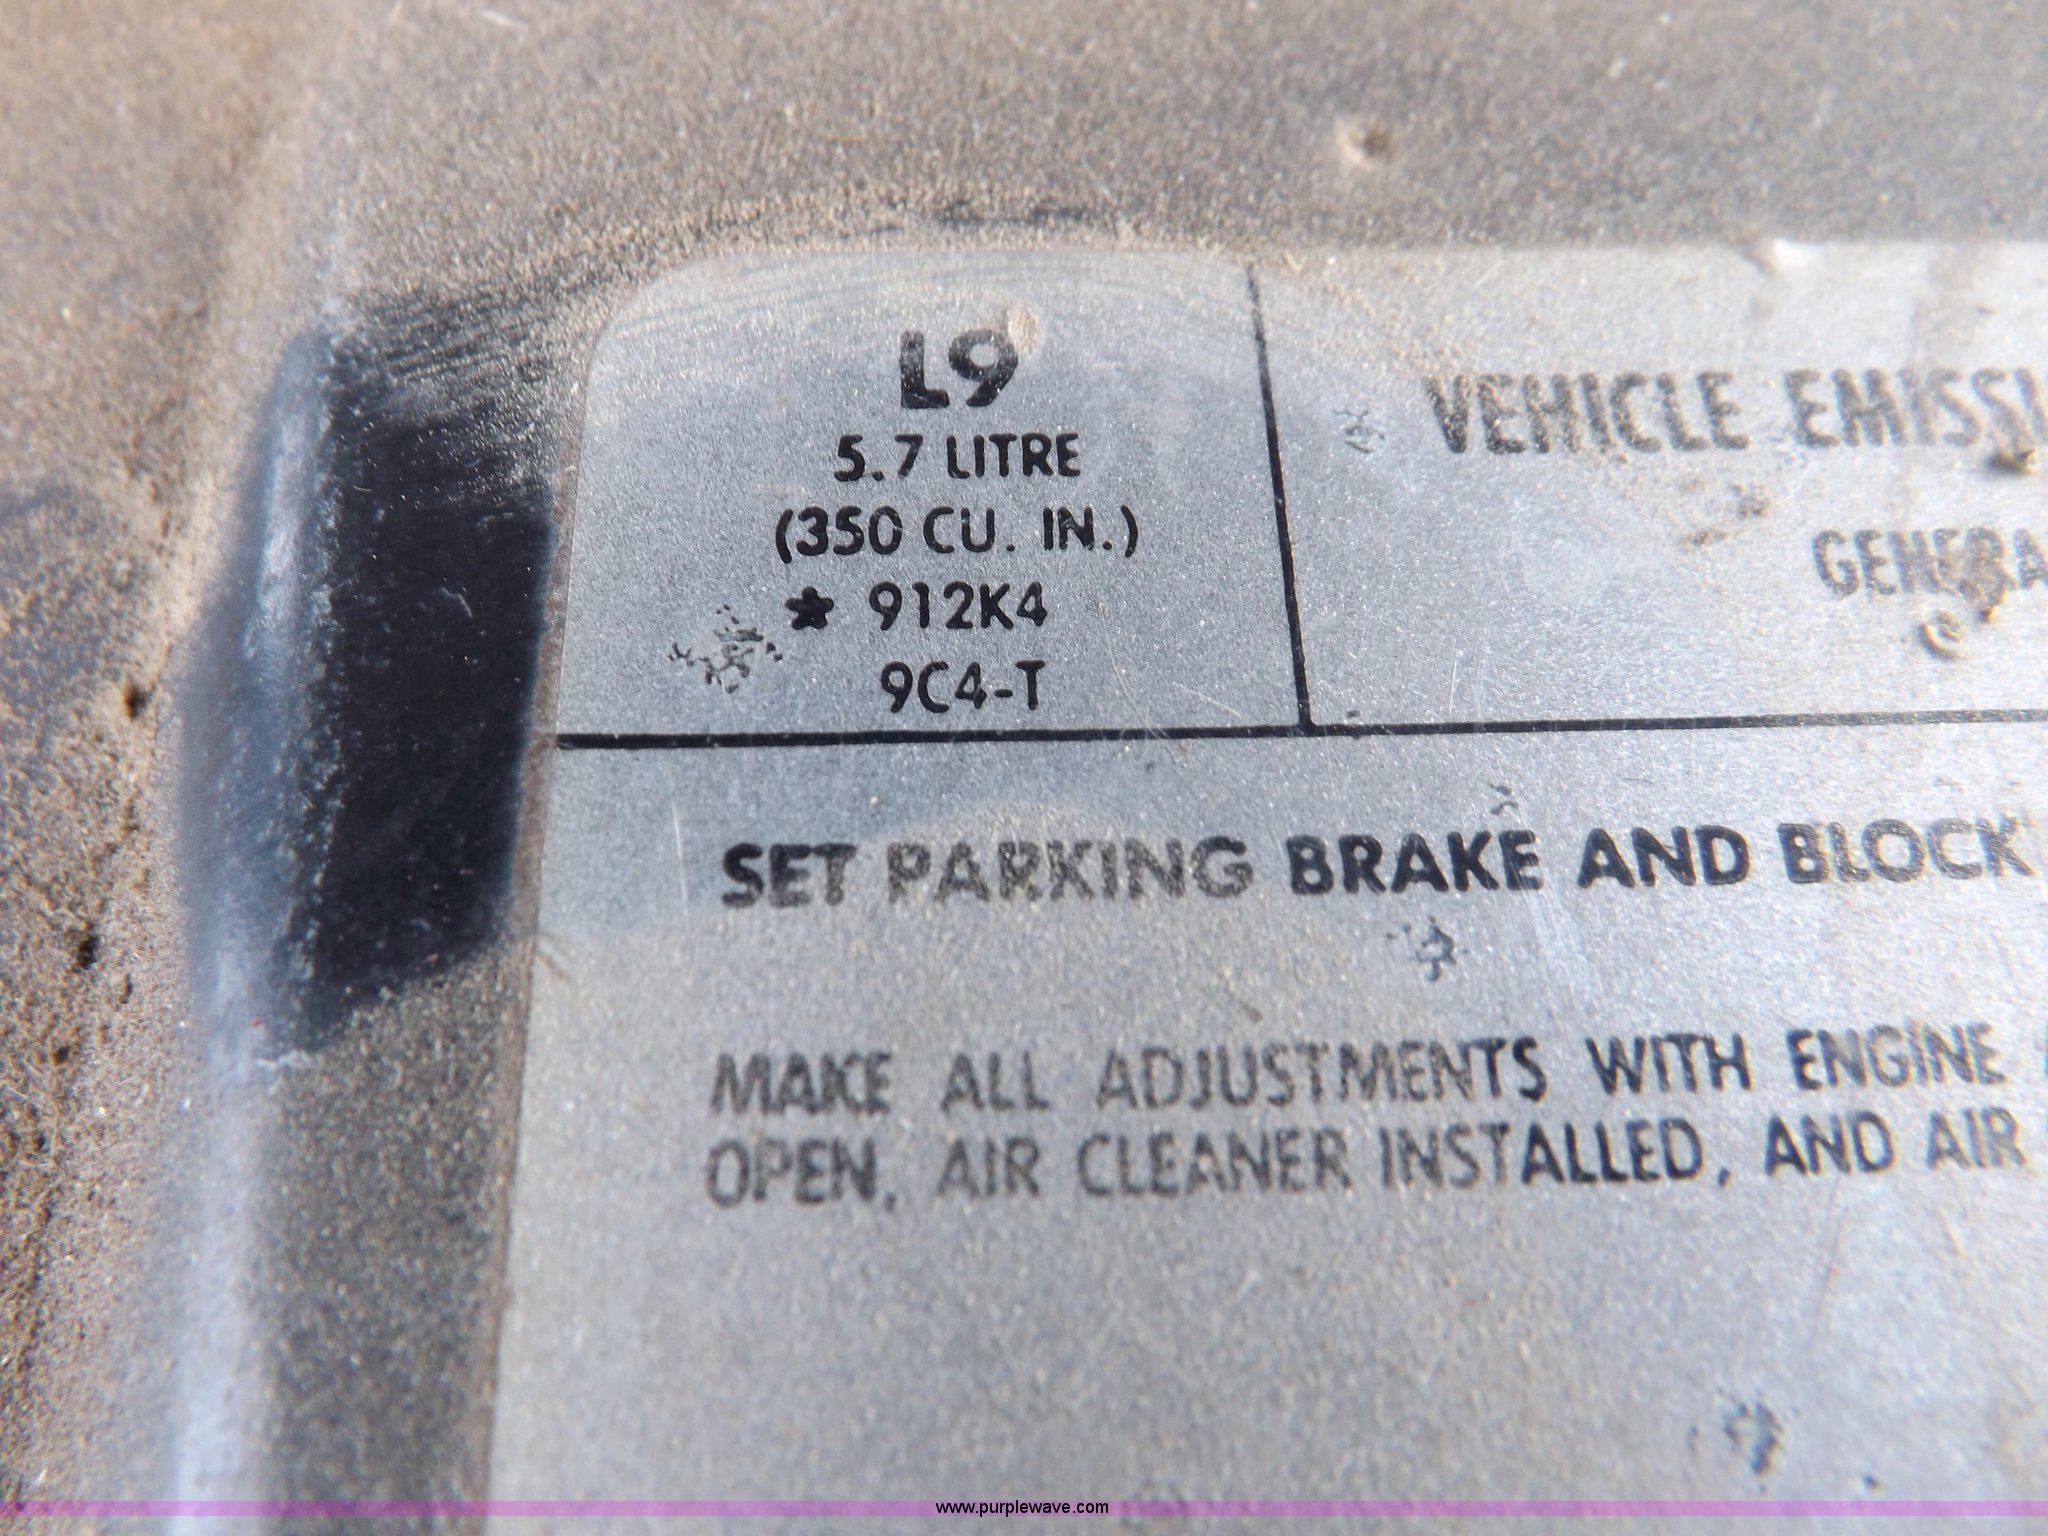 L9
5.7 LITRE
(350 CU. IN.)
★ 912K4
9C4-T
VEHICLE EMISSI
GENERA
SET PARKING BRAKE AND BLOCK
MAKE ALL ADJUSTMENTS WITH ENGINE
OPEN, AIR CLEANER INSTALLED, AND AIR
www.purplewave.com